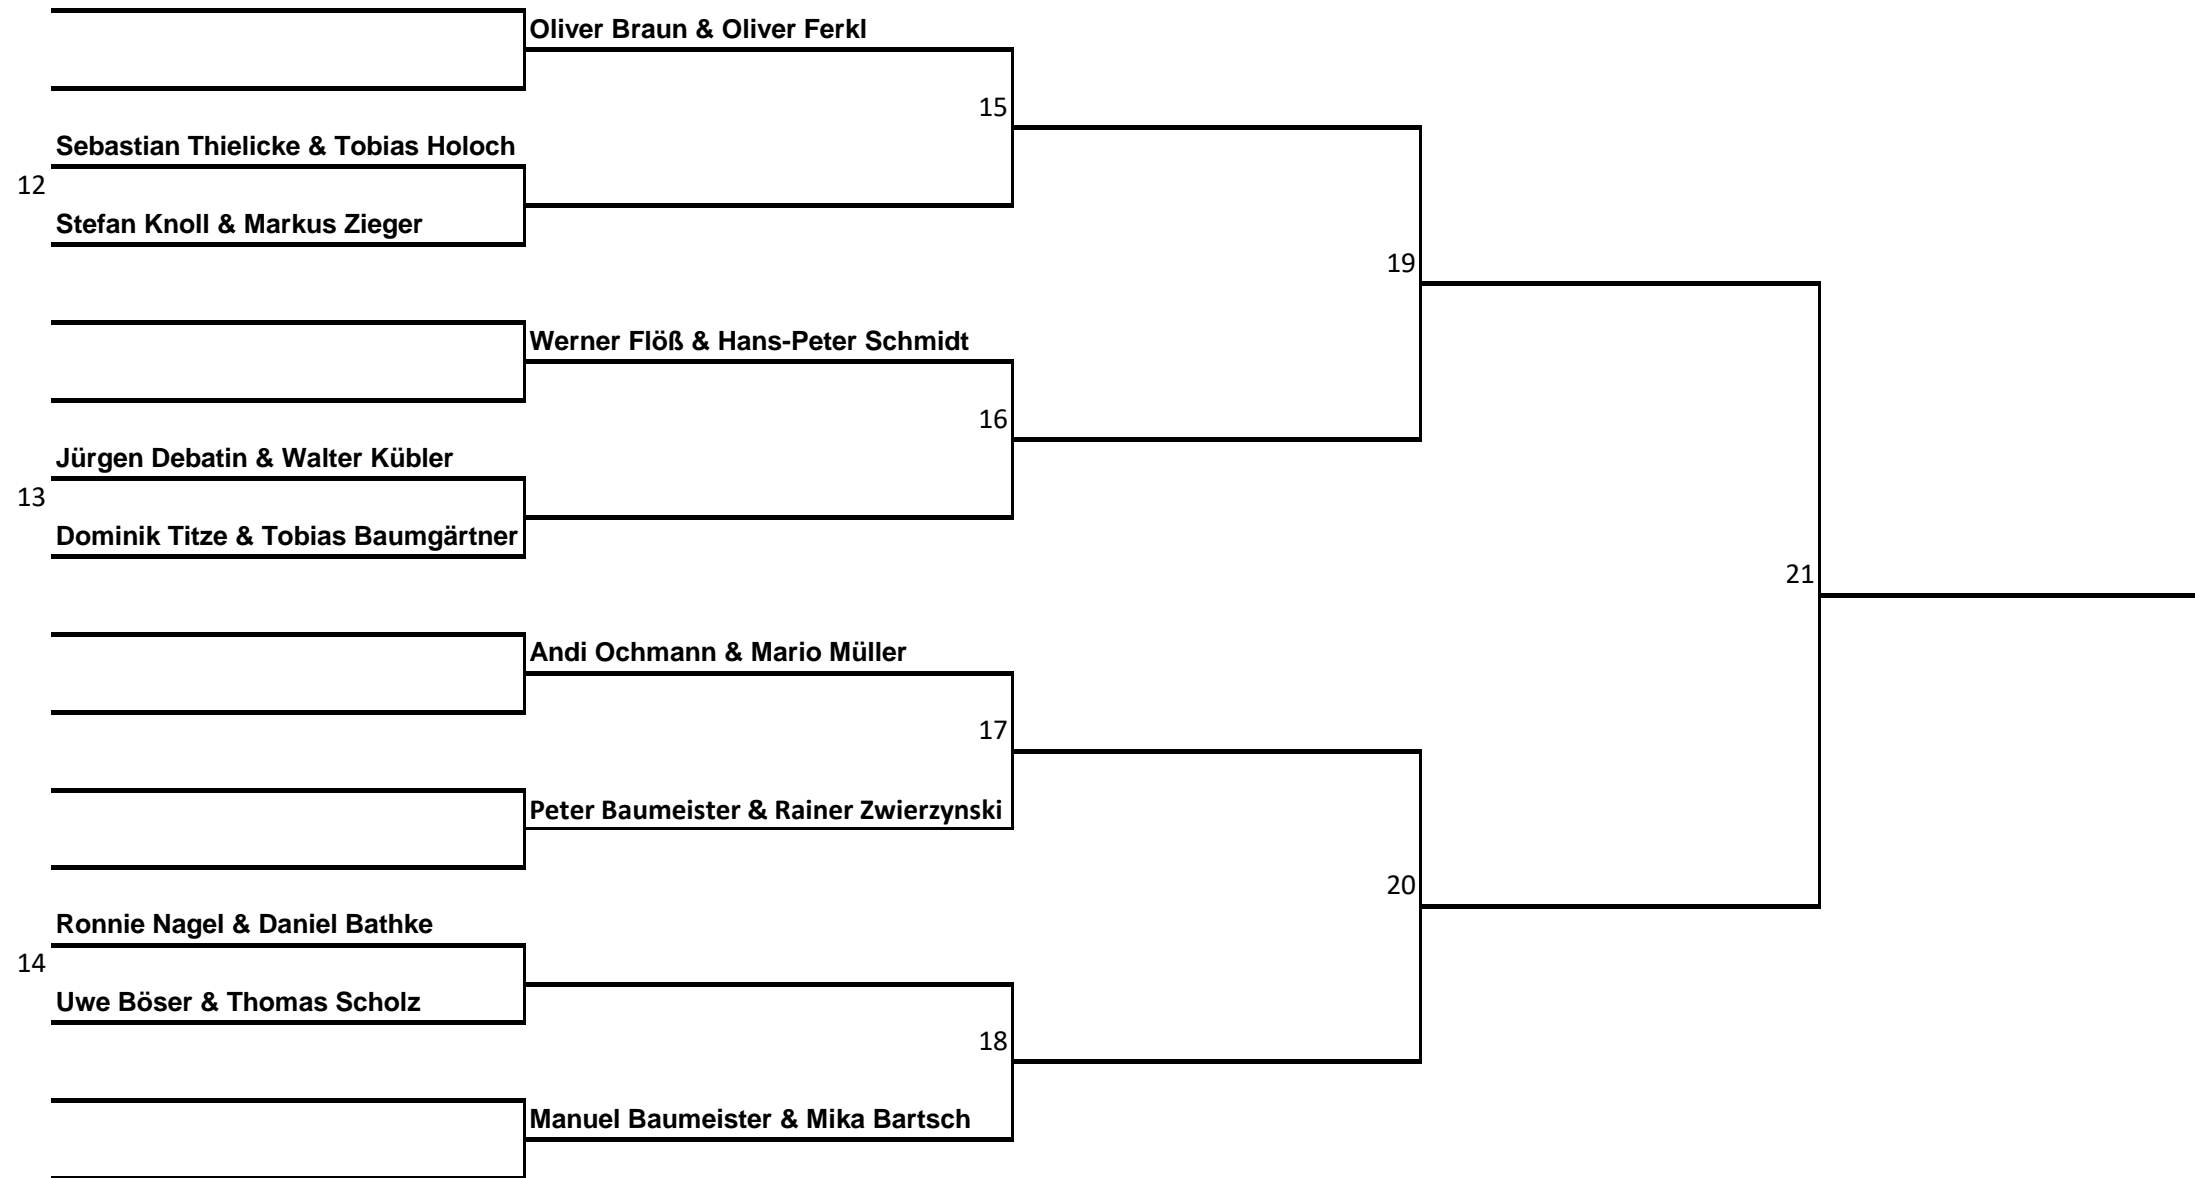 Oliver Braun & Oliver Ferkl
15
Sebastian Thielicke & Tobias Holoch
12
Stefan Knoll & Markus Zieger
19
Werner Flöß & Hans-Peter Schmidt
16
Jürgen Debatin & Walter Kübler
13
Dominik Titze & Tobias Baumgärtner
21
Andi Ochmann & Mario Müller
17
Peter Baumeister & Rainer Zwierzynski
20
Ronnie Nagel & Daniel Bathke
14
Uwe Böser & Thomas Scholz
18
Manuel Baumeister & Mika Bartsch